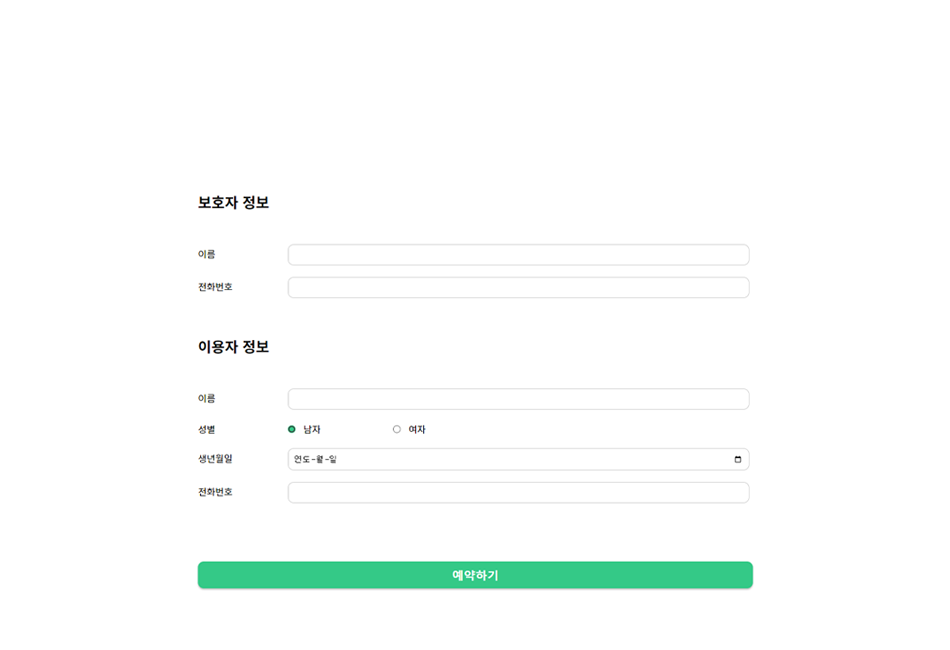 보호자 정보
이름
전화번호
이용자 정보
이름
성별 남자 여자
생년월일 연도-월-일
전화번호
예약하기